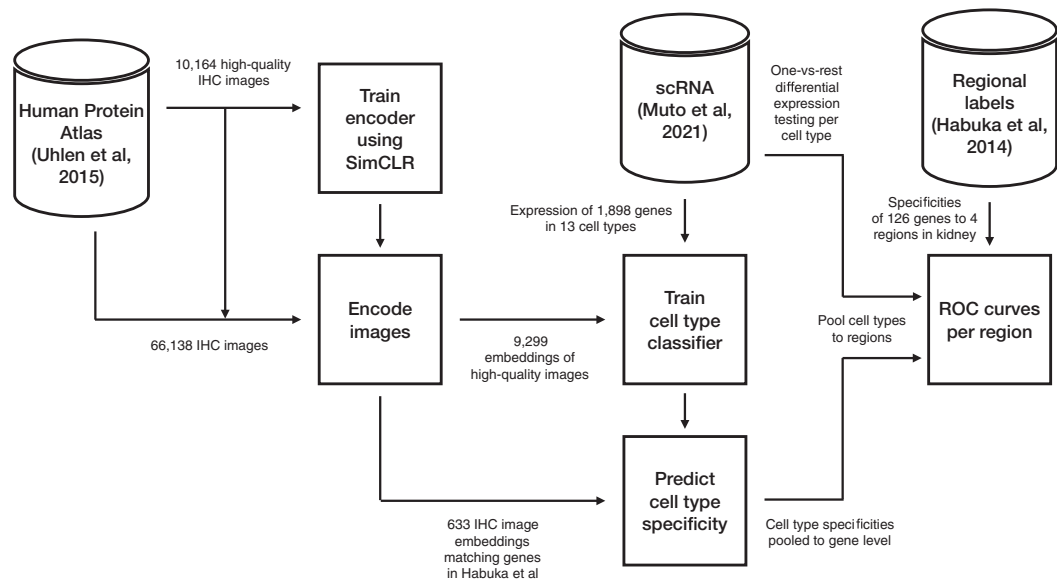 Human Protein
Atlas
(Uhlen et al,
2015)
10,164 high-quality
IHC images
Train
encoder
using
SimCLR
scRNA
(Muto et al,
2021)
One-vs-rest
differential
expression
testing per
cell type
Regional
labels
(Habuka et al,
2014)
Expression of 1,898 genes
in 13 cell types
Specificities
of 126 genes to 4
regions in kidney
66,138 IHC images
Encode
images
9,299
embeddings of
high-quality images
Train
cell type
classifier
Pool cell types
to regions
ROC curves
per region
633 IHC image
embeddings
matching genes
in Habuka et al
Predict
cell type
specificity
Cell type specificities
pooled to gene level